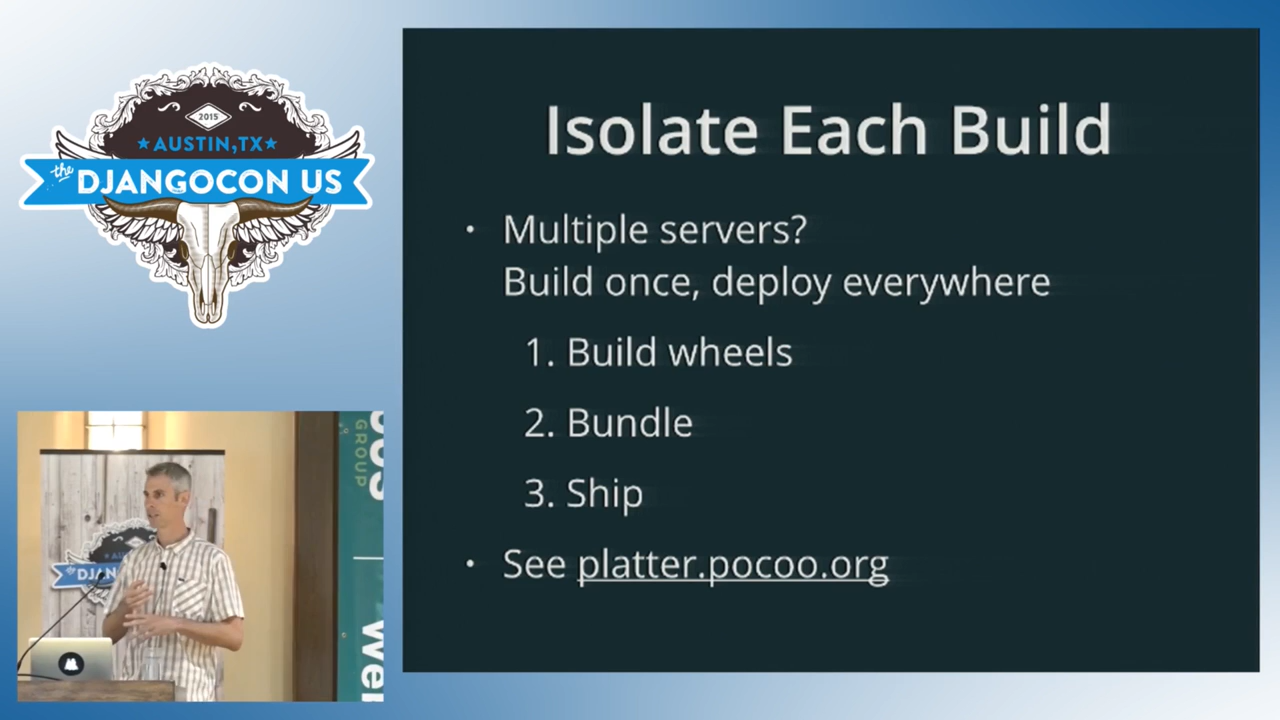 2015
AUSTIN, TX
the
DJANGOCON US
Isolate Each Build
• Multiple servers?
Build once, deploy everywhere
1. Build wheels
2. Bundle
3. Ship
• See platter.pocoo.org
GROUP